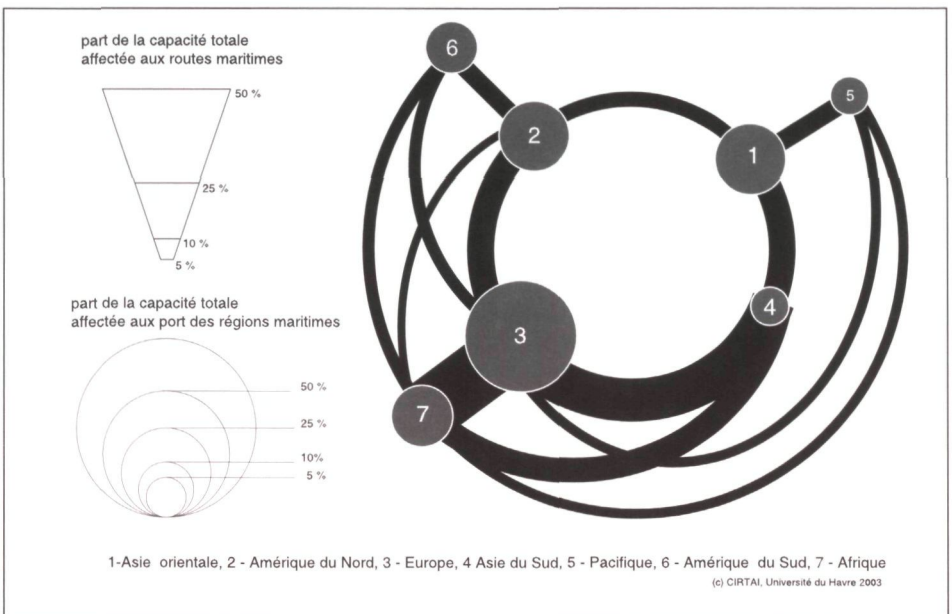 part de la capacité totale
affectée aux routes maritimes
50 %
25 %
10 %
5 %
part de la capacité totale
affectée aux port des régions maritimes
50 %
25 %
10%
5 %
6
2
1
5
3
4
7
1-Asie orientale, 2 - Amérique du Nord, 3 - Europe, 4 Asie du Sud, 5 - Pacifique, 6 - Amérique du Sud, 7 - Afrique
(c) CIRTAI, Université du Havre 2003